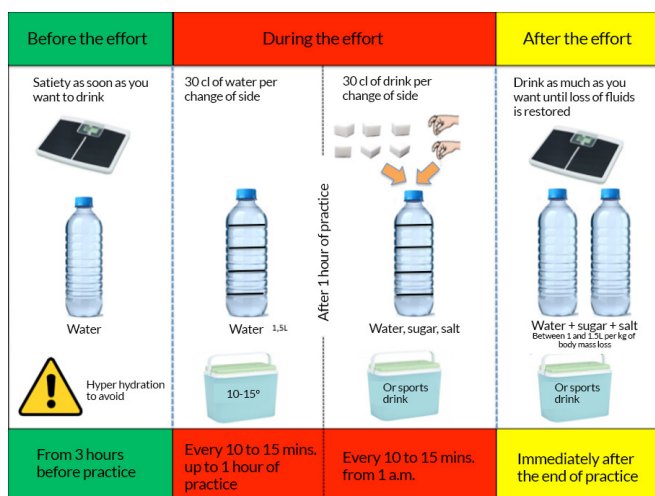 Before the effort
During the effort
After the effort
Satiety as soon as you
want to drink
30 cl of water per
change of side
30 cl of drink per
change of side
Drink as much as you
want until loss of fluids
is restored
After 1 hour of practice
Water
Water 1,5L
Water, sugar, salt
Water + sugar + salt
Between 1 and 1.5L per kg of
body mass loss
Hyper hydration
to avoid
10-15°
Or sports
drink
Or sports
drink
From 3 hours
before practice
Every 10 to 15 mins.
up to 1 hour of
practice
Every 10 to 15 mins.
from 1 a.m.
Immediately after
the end of practice